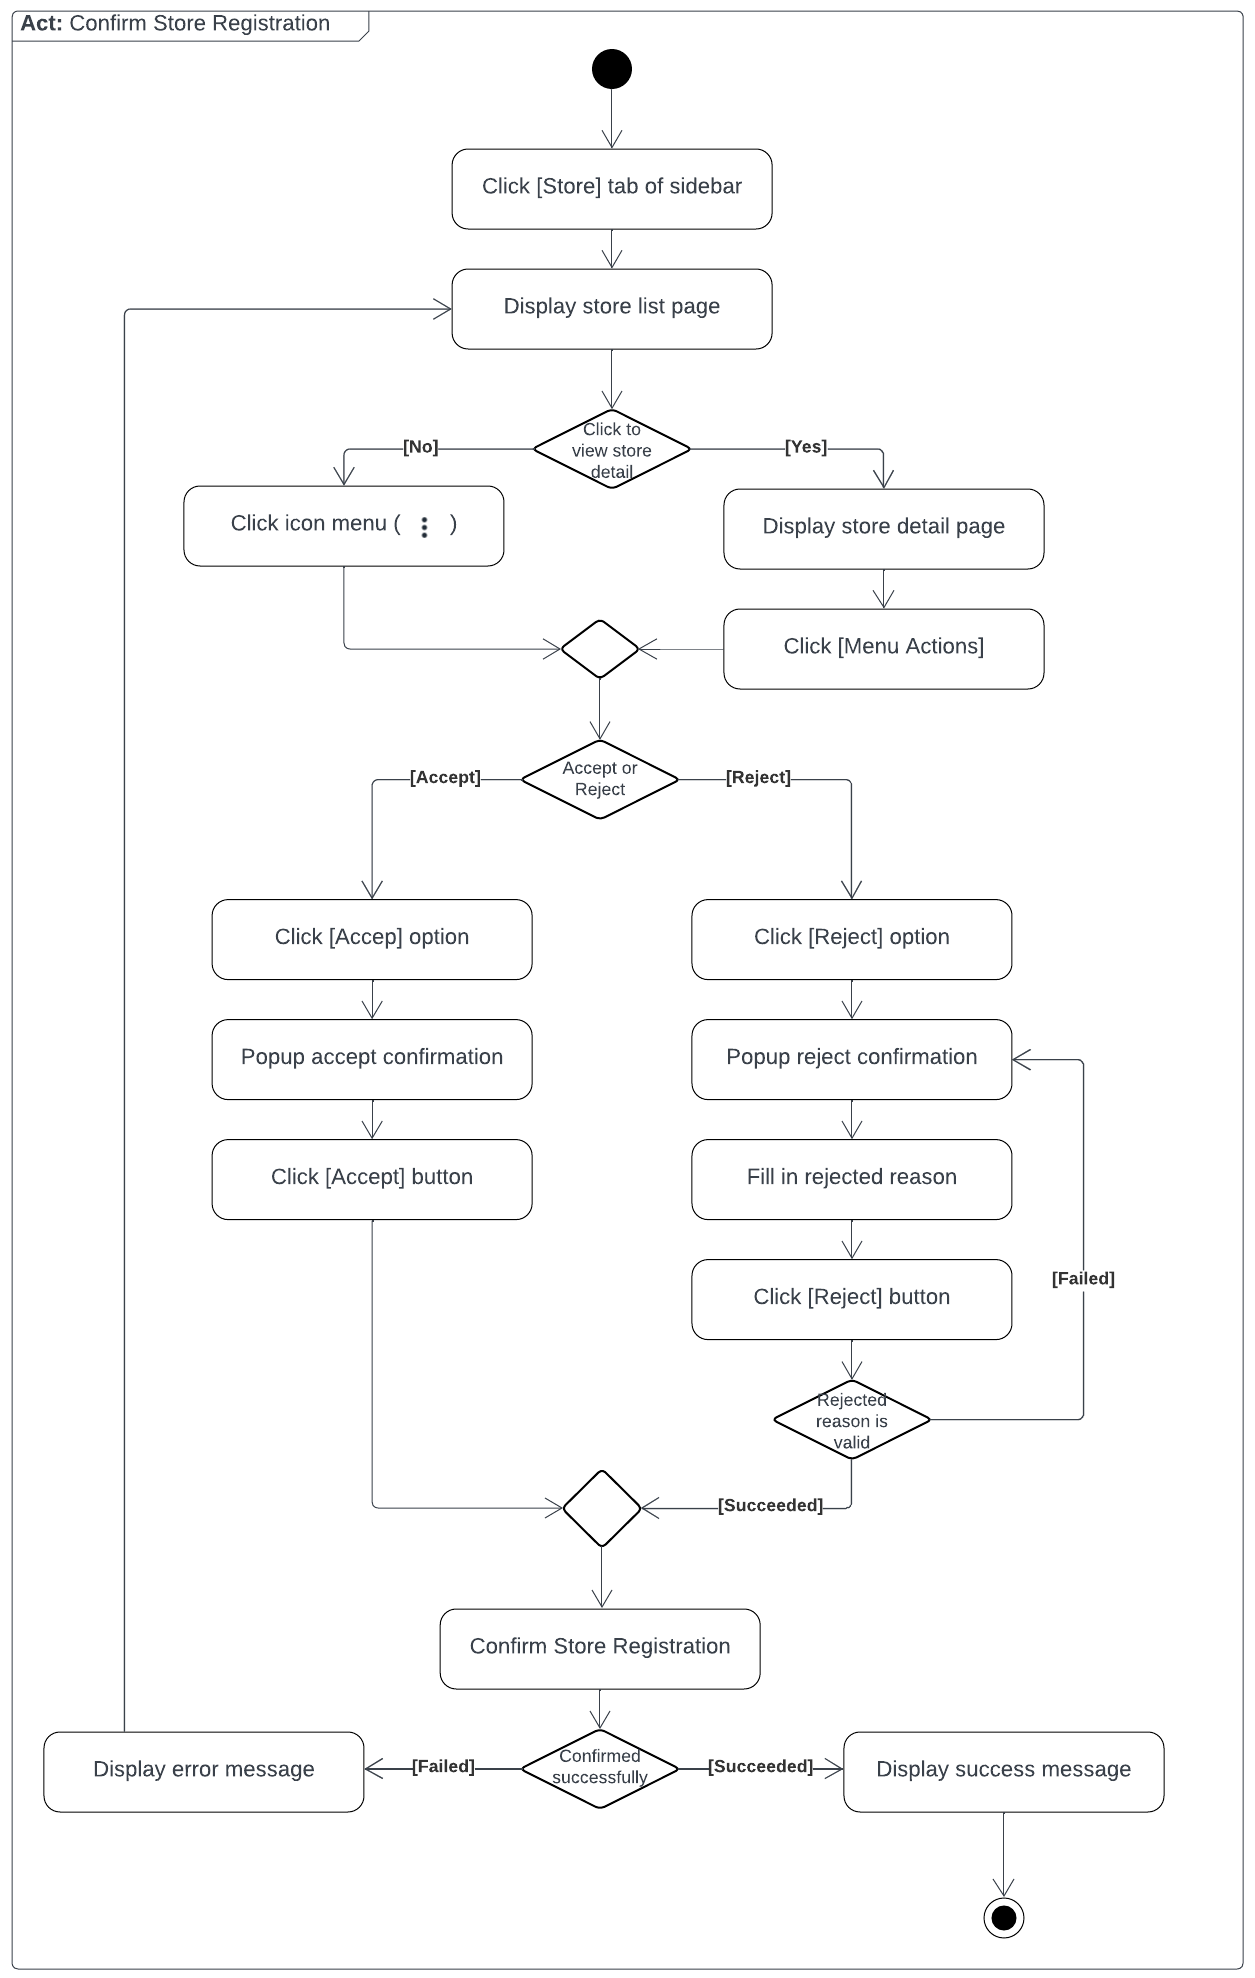 Act: Confirm Store Registration
Click [Store] tab of sidebar
Display store list page
Click to
view store
detail
[No]
[Yes]
Click icon menu ( ⋮ )
Display store detail page
Click [Menu Actions]
Accept or
Reject
[Accept]
[Reject]
Click [Accep] option
Click [Reject] option
Popup accept confirmation
Popup reject confirmation
Click [Accept] button
Fill in rejected reason
Click [Reject] button
[Failed]
Rejected
reason is
valid
[Succeeded]
Confirm Store Registration
Confirmed
successfully
Display error message
[Failed]
[Succeeded]
Display success message